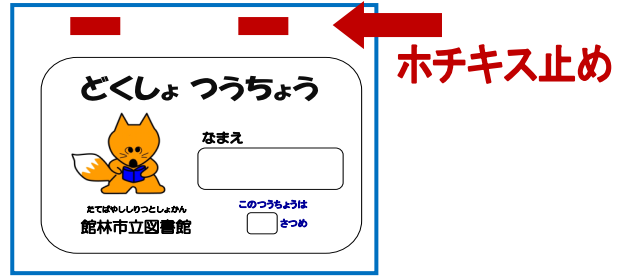 ホチキス止め
どくしょ つうちょう
なまえ
たてばやししりつとしょかん
館林市立図書館
このつうちょうは
さつめ